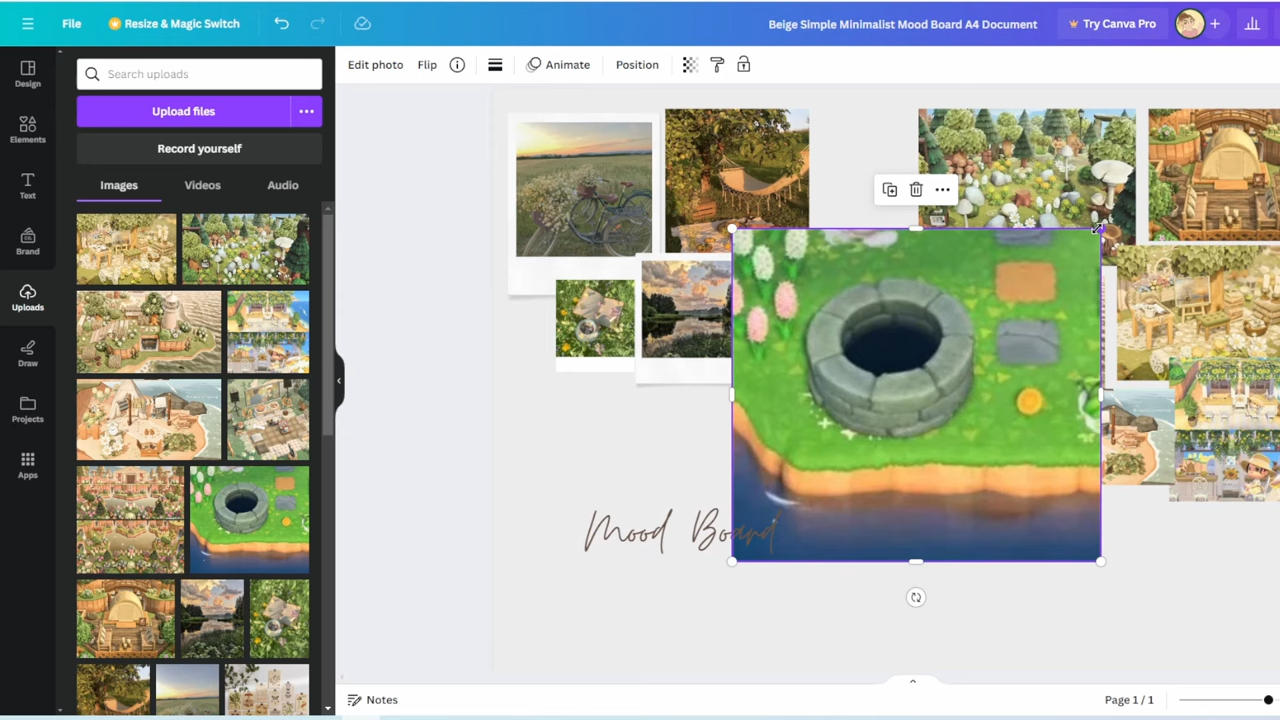 File
Resize & Magic Switch
Beige Simple Minimalist Mood Board A4 Document
Try Canva Pro
Design
Elements
Text
Brand
Uploads
Draw
Projects
Apps
Search uploads
Upload files
Record yourself
Images
Videos
Audio
Edit photo
Flip
Animate
Position
Mood Board
Notes
Page 1 / 1